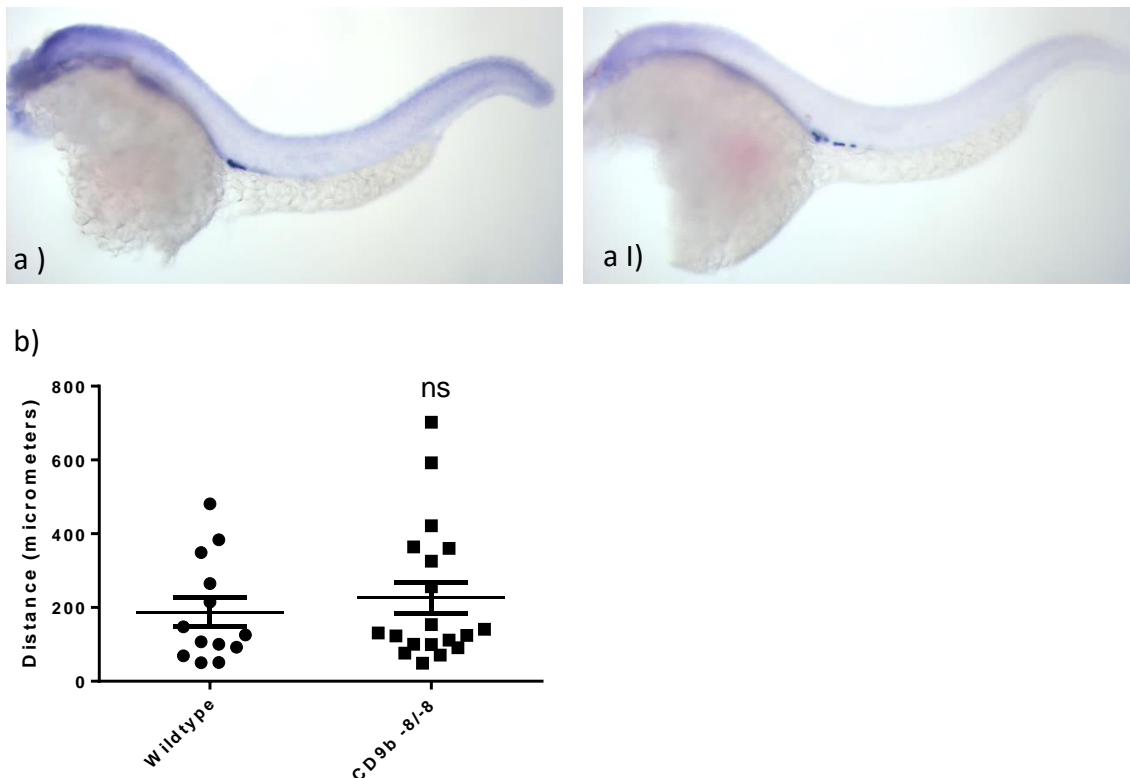 a )
a I)
b)
ns
800
600
400
200
0
Distance (micrometers)
Wildtype
CD9b -8/-8